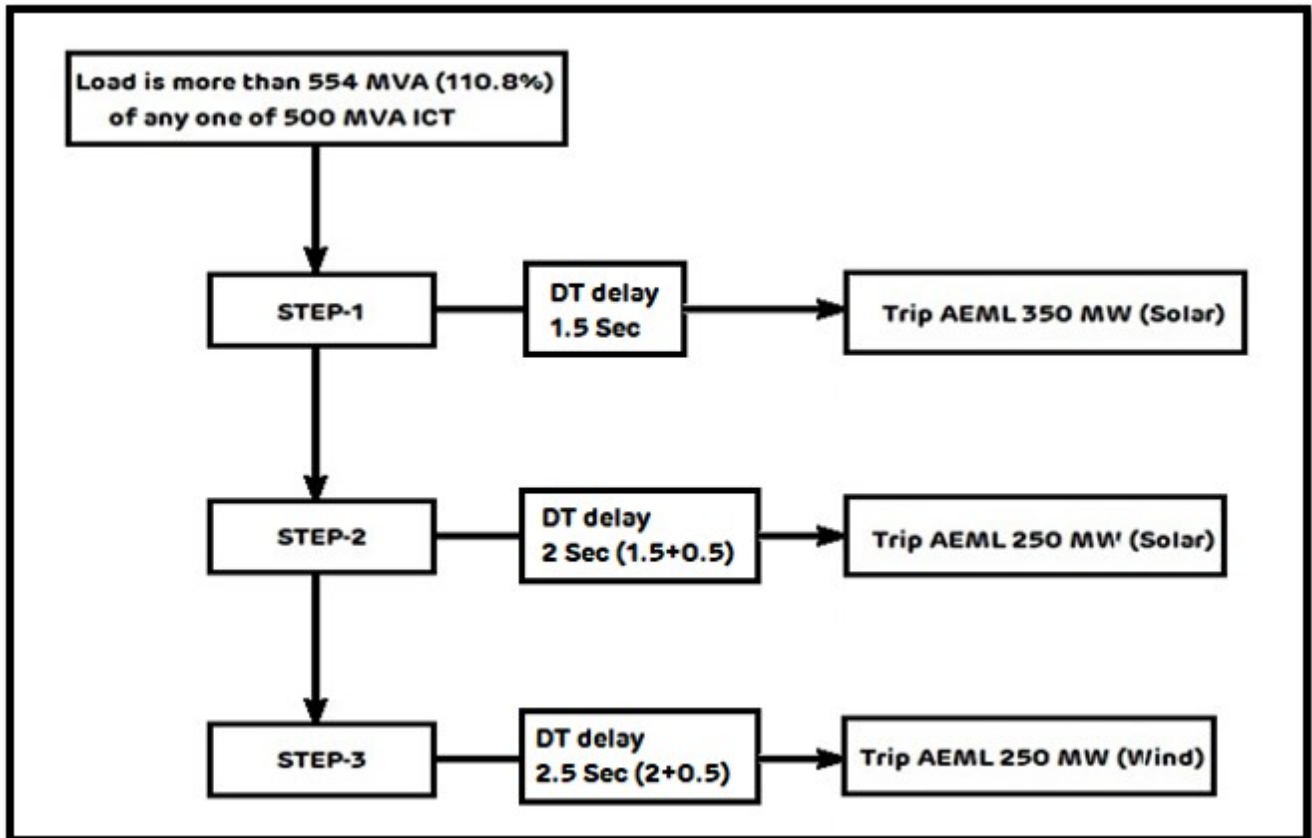 Load is more than 554 MVA (110.8%)
of any one of 500 MVA ICT
STEP-1
DT delay
1.5 Sec
Trip AEML 350 MW (Solar)
STEP-2
DT delay
2 Sec (1.5+0.5)
Trip AEML 250 MW (Solar)
STEP-3
DT delay
2.5 Sec (2+0.5)
Trip AEML 250 MW (Wind)